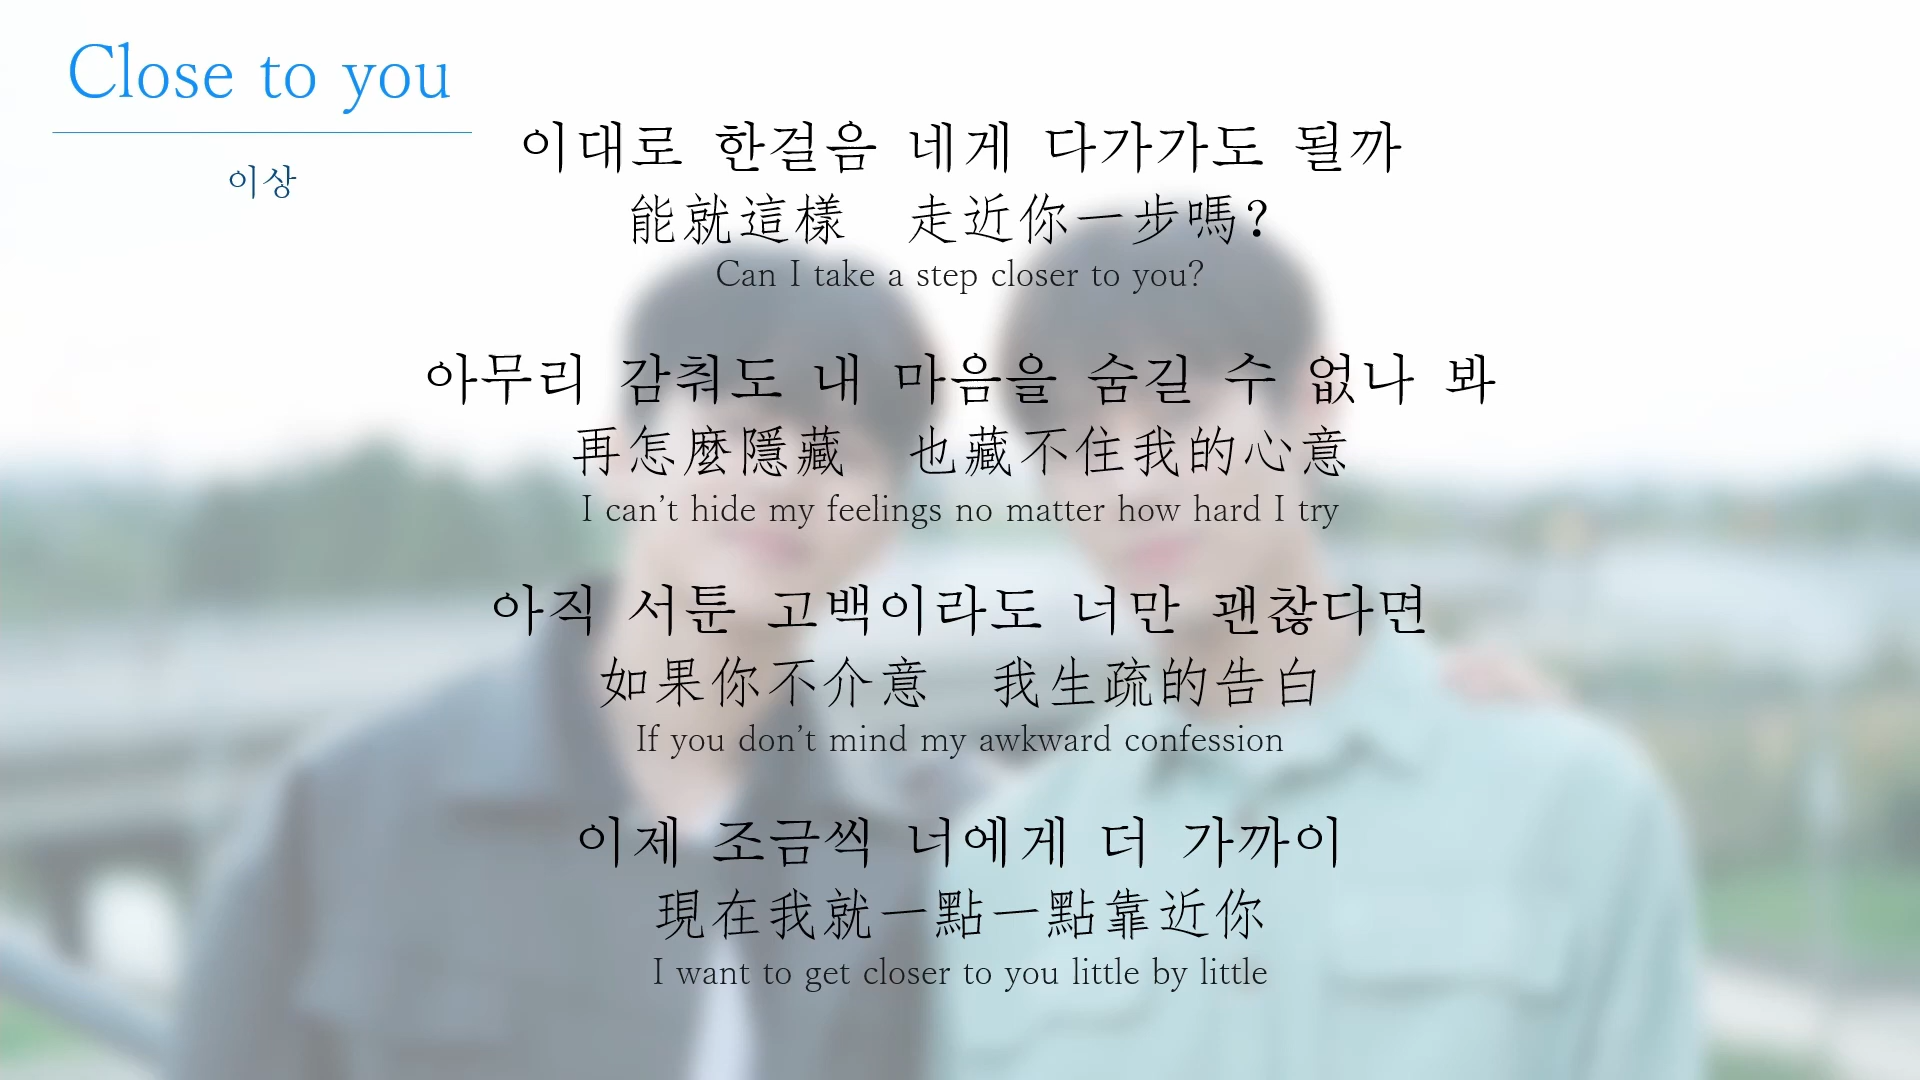 Close to you
이상
이대로 한걸음 네게 다가가도 될까
能就這樣　走近你一步嗎?
Can I take a step closer to you?
아무리 감춰도 내 마음을 숨길 수 없나 봐
再怎麼隱藏　也藏不住我的心意
I can't hide my feelings no matter how hard I try
아직 서툰 고백이라도 너만 괜찮다면
如果你不介意　我生疏的告白
If you don't mind my awkward confession
이제 조금씩 너에게 더 가까이
現在我就一點一點靠近你
I want to get closer to you little by little